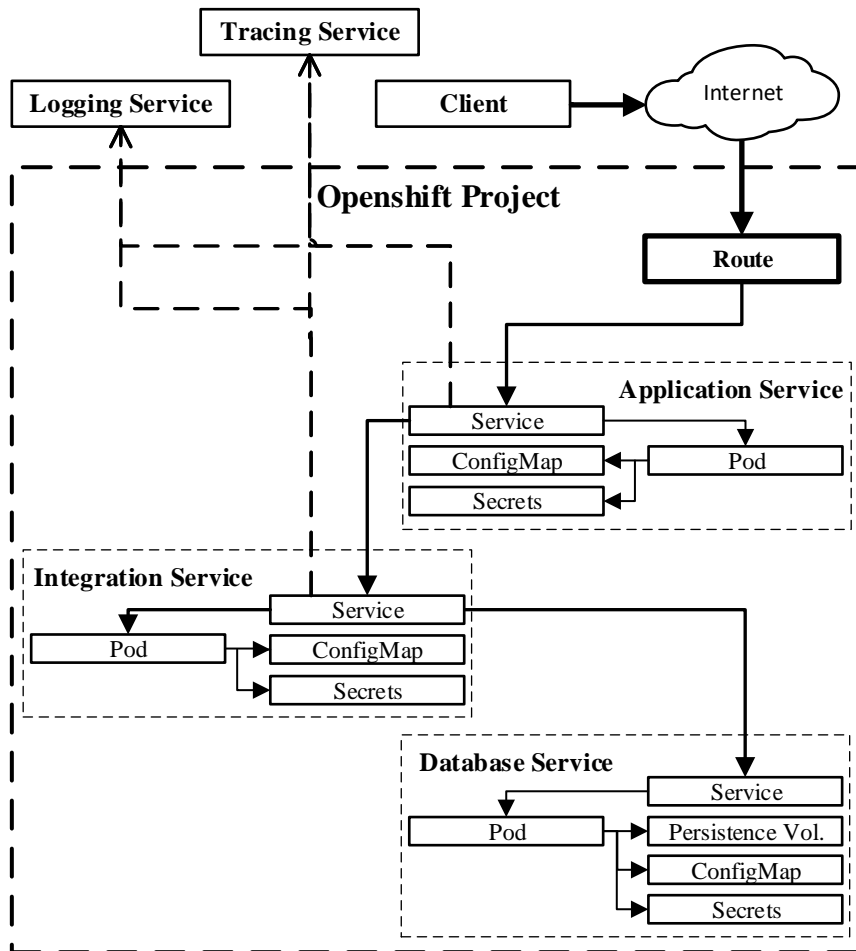 Tracing Service
Logging Service
Client
Internet
Openshift Project
Route
Application Service
Service
ConfigMap
Pod
Secrets
Integration Service
Service
Pod
ConfigMap
Secrets
Database Service
Service
Pod
Persistence Vol.
ConfigMap
Secrets